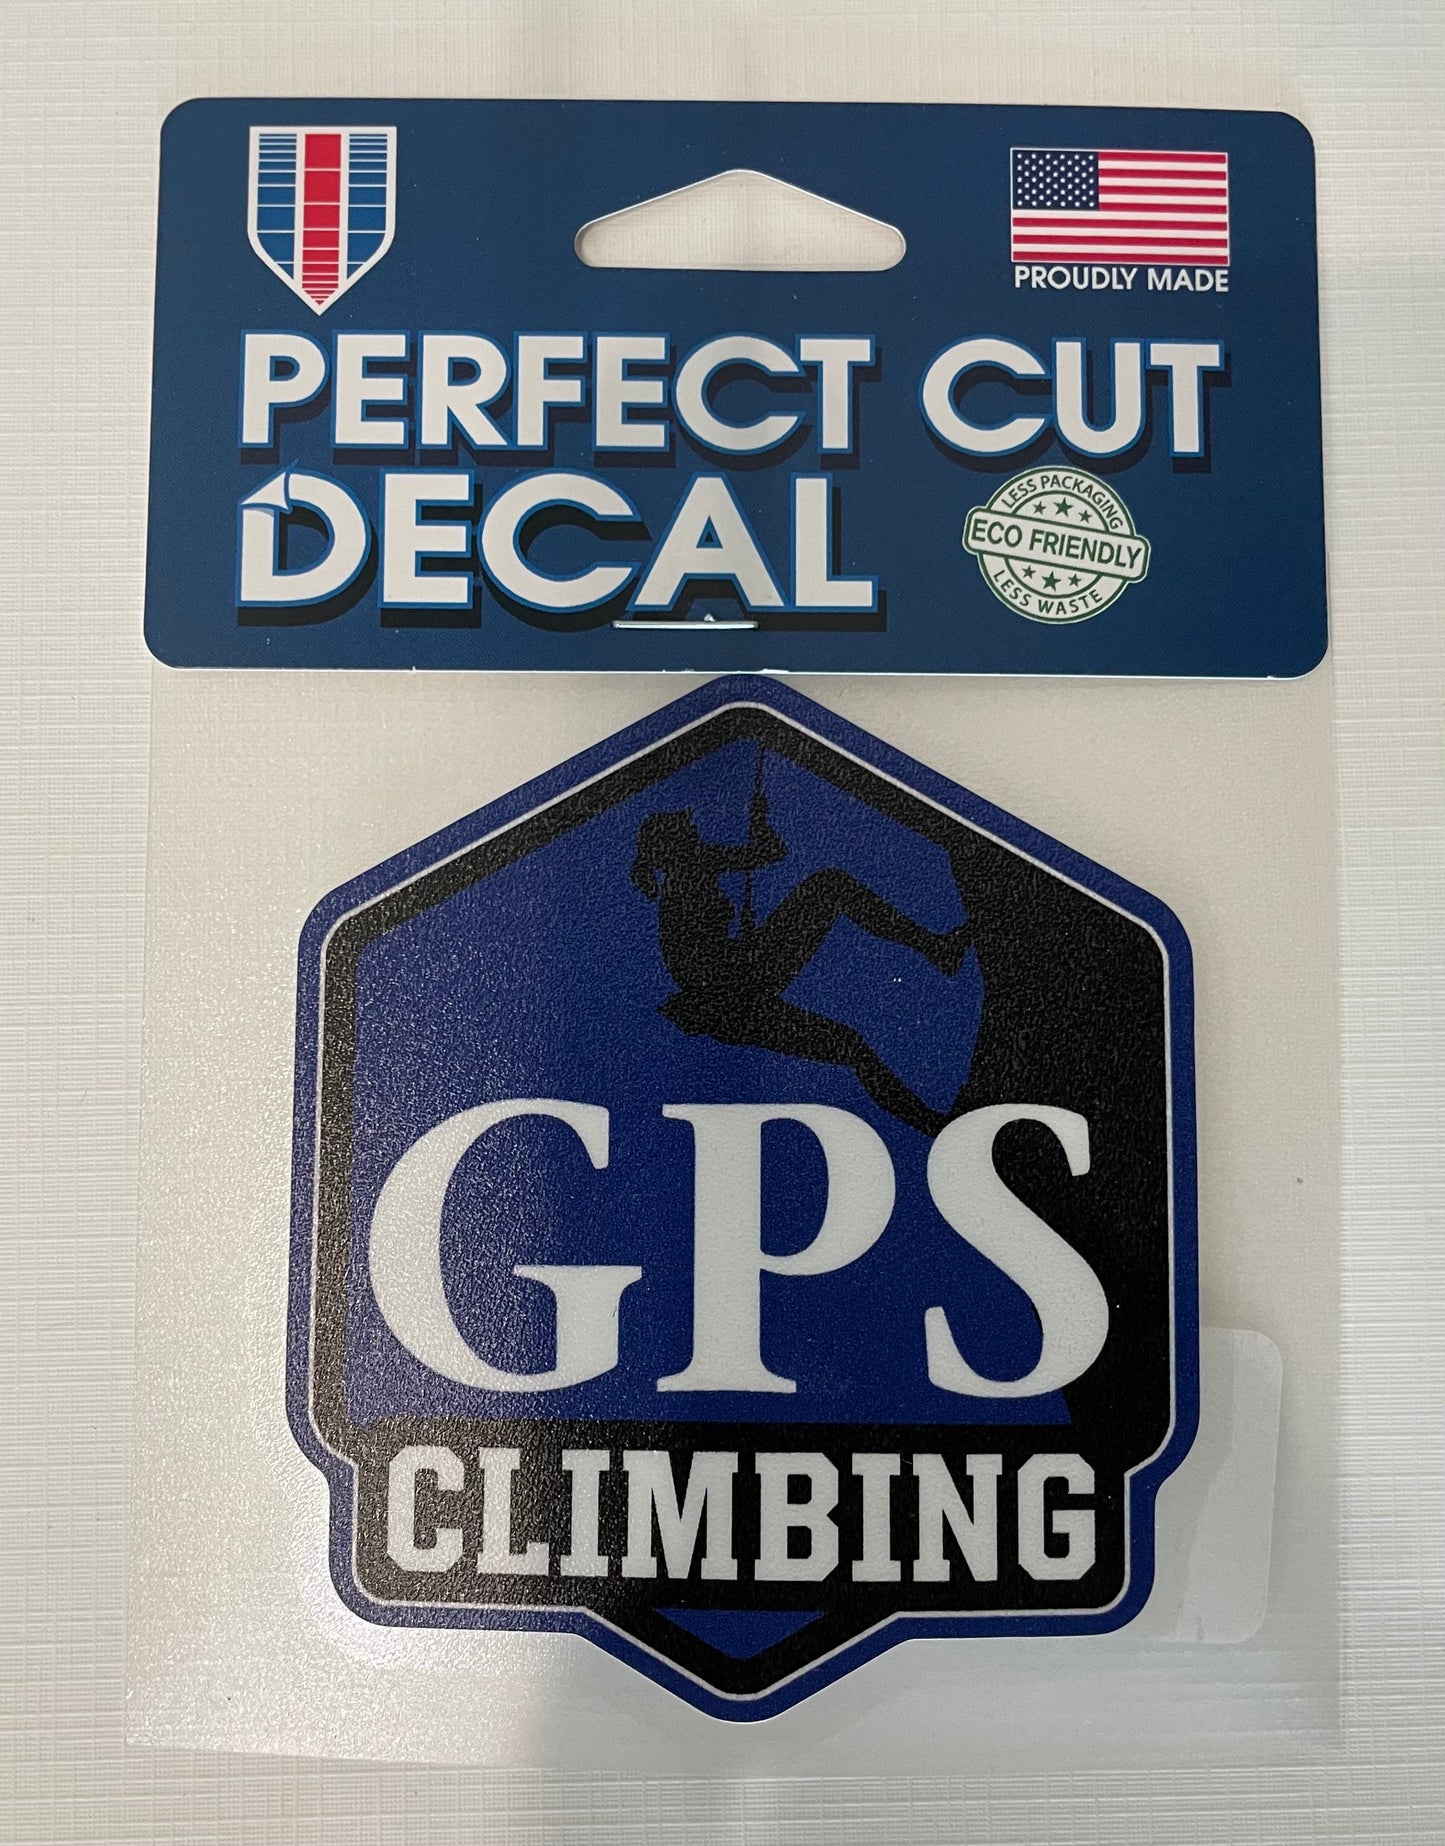 PROUDLY MADE
PERFECT CUT
DECAL
LESS PACKAGING
ECO FRIENDLY
LESS WASTE
GPS
CLIMBING